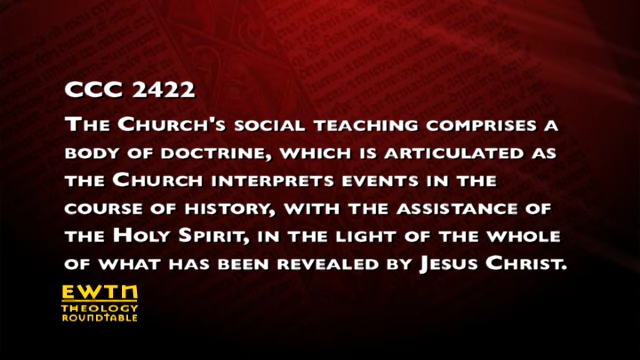 CCC 2422
The Church's social teaching comprises a
body of doctrine, which is articulated as
the Church interprets events in the
course of history, with the assistance of
the Holy Spirit, in the light of the whole
of what has been revealed by Jesus Christ.
EWTN
THEOLOGY
ROUNDTABLE